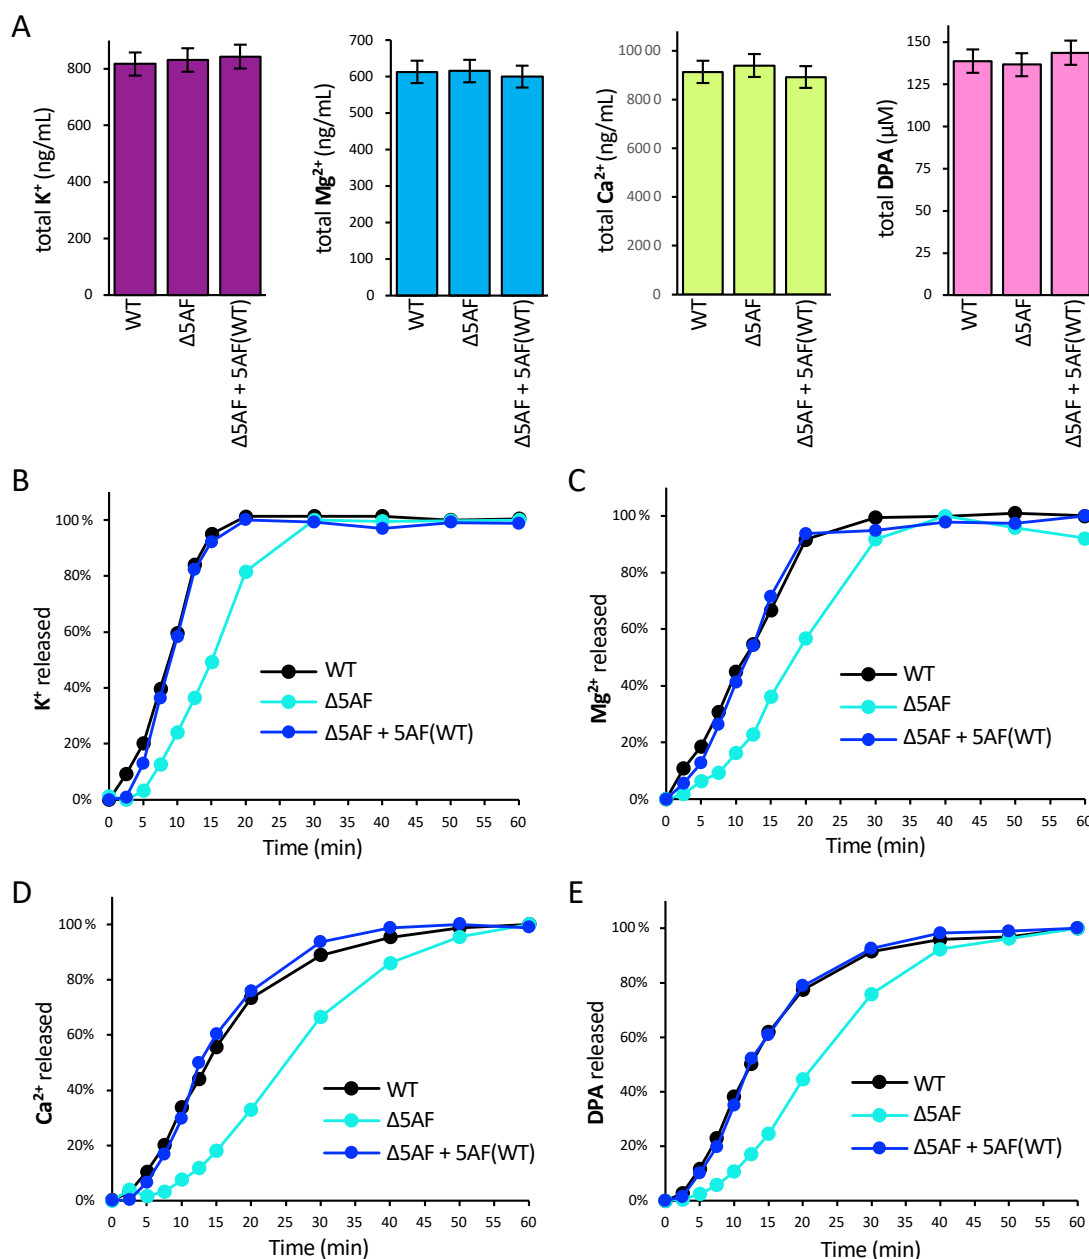 A
total K⁺ (ng/mL)
800
600
400
200
0
WT
Δ5AF
Δ5AF + 5AF(WT)
total Mg²⁺ (ng/mL)
700
600
500
400
300
200
100
0
WT
Δ5AF
Δ5AF + 5AF(WT)
total Ca²⁺ (ng/mL)
10000
8000
6000
4000
2000
0
WT
Δ5AF
Δ5AF + 5AF(WT)
total DPA (µM)
150
125
100
75
50
25
0
WT
Δ5AF
Δ5AF + 5AF(WT)
B
K⁺ released
100%
80%
60%
40%
20%
0%
WT
Δ5AF
Δ5AF + 5AF(WT)
0 5 10 15 20 25 30 35 40 45 50 55 60
Time (min)
C
Mg²⁺ released
100%
80%
60%
40%
20%
0%
WT
Δ5AF
Δ5AF + 5AF(WT)
0 5 10 15 20 25 30 35 40 45 50 55 60
Time (min)
D
Ca²⁺ released
100%
80%
60%
40%
20%
0%
WT
Δ5AF
Δ5AF + 5AF(WT)
0 5 10 15 20 25 30 35 40 45 50 55 60
Time (min)
E
DPA released
100%
80%
60%
40%
20%
0%
WT
Δ5AF
Δ5AF + 5AF(WT)
0 5 10 15 20 25 30 35 40 45 50 55 60
Time (min)